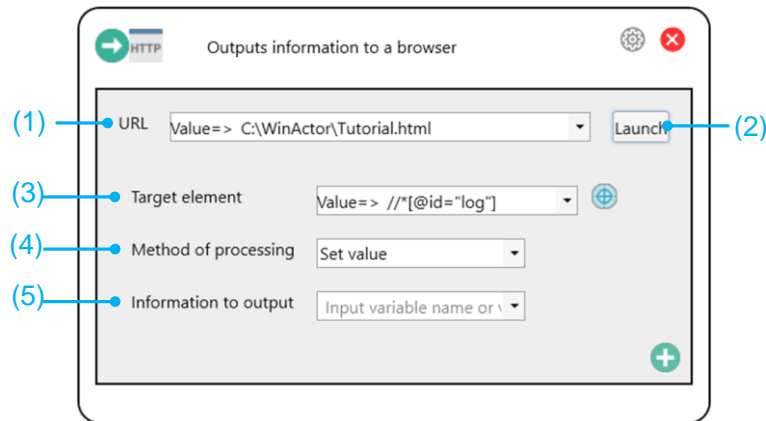 HTTP Outputs information to a browser
(1) URL Value=> C:\WinActor\Tutorial.html Launch (2)
(3) Target element Value=> //*[@id="log"]
(4) Method of processing Set value
(5) Information to output Input variable name or